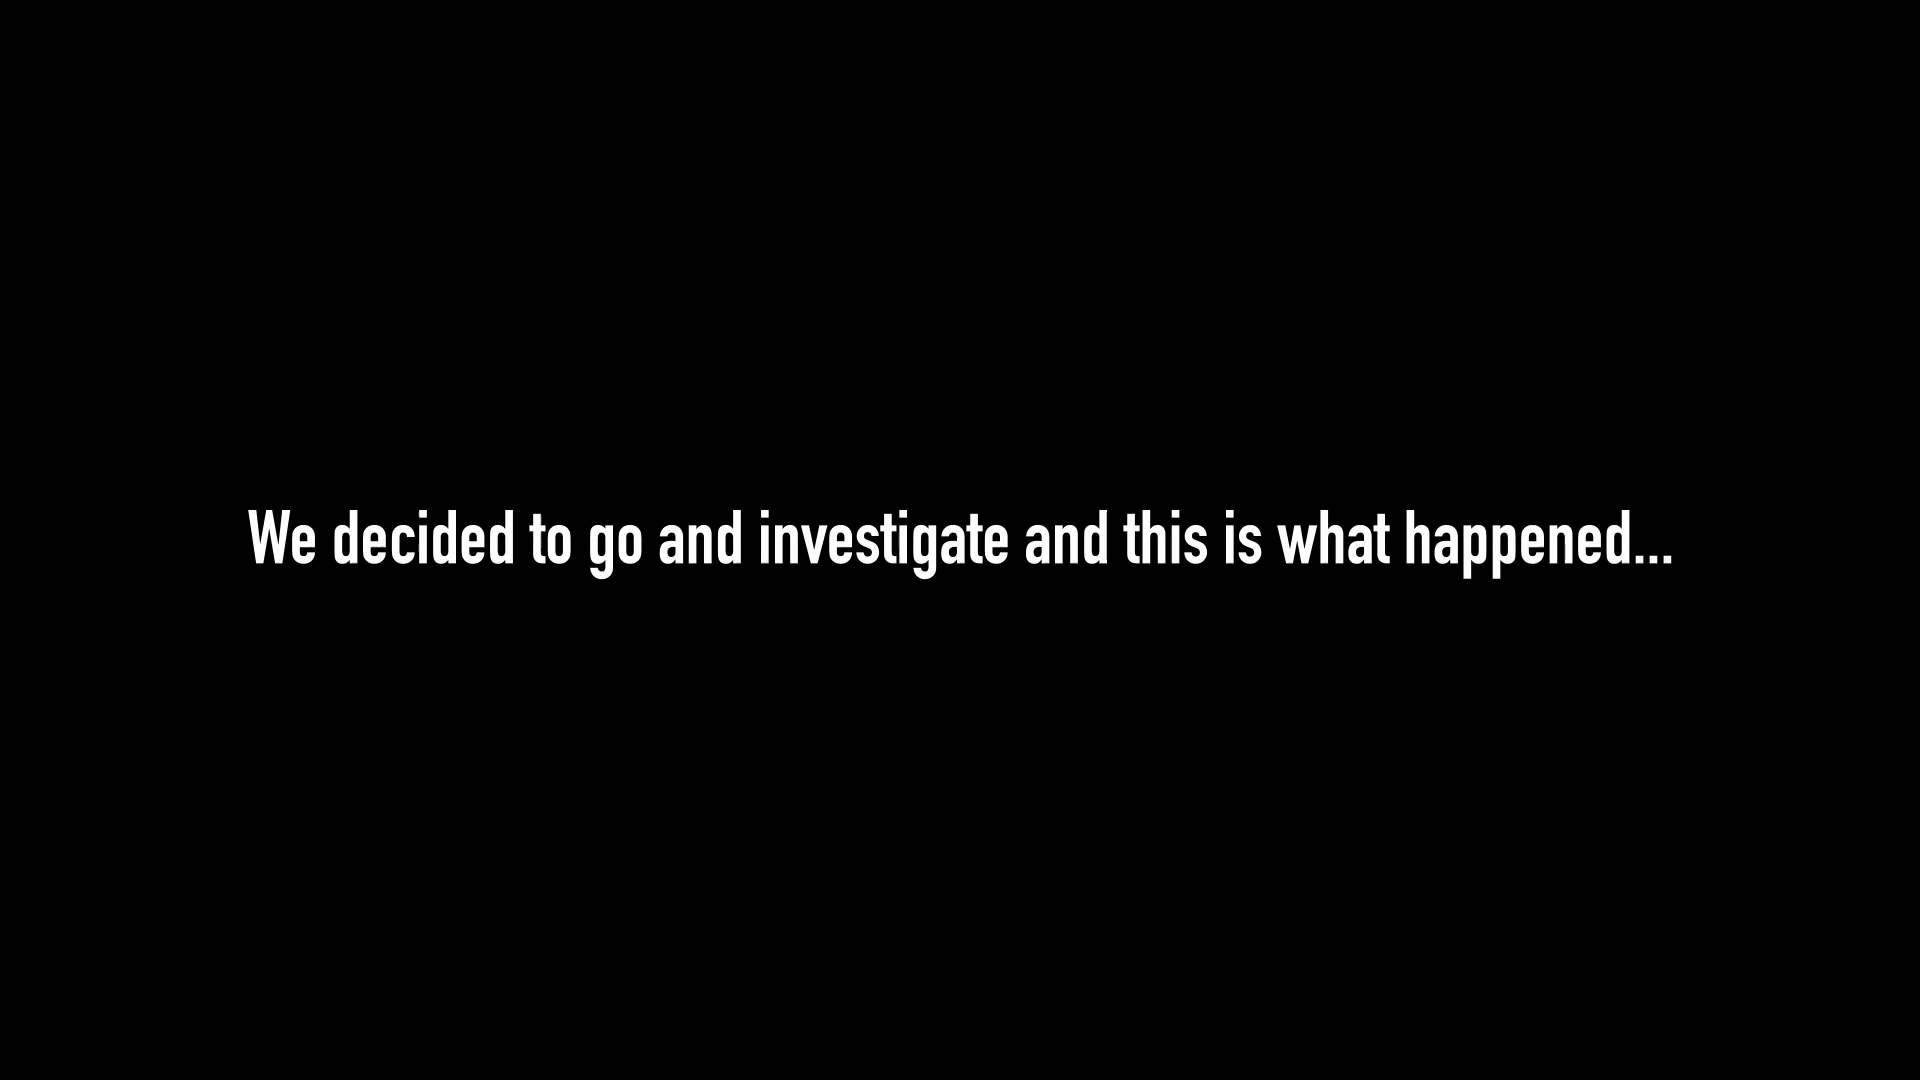 We decided to go and investigate and this is what happened...